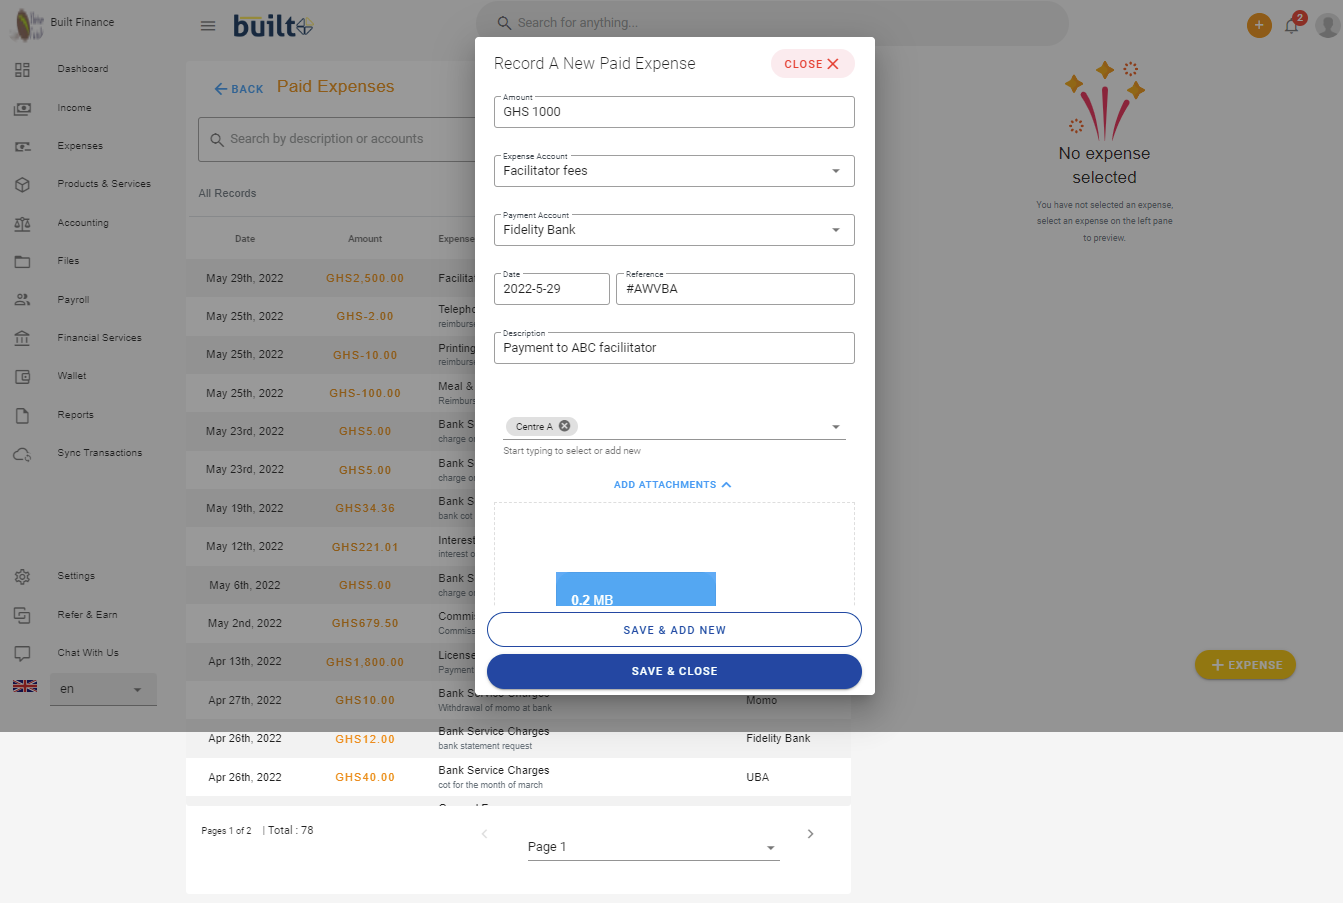 Built Finance
built
Search for anything...
2
Dashboard
Income
Expenses
Products & Services
Accounting
Files
Payroll
Financial Services
Wallet
Reports
Sync Transactions
Settings
Refer & Earn
Chat With Us
en
BACK
Paid Expenses
Search by description or accounts
All Records
Date Amount Expense
May 29th, 2022 GHS2,500.00
May 25th, 2022 GHS-2.00
May 25th, 2022 GHS-10.00 Printing
May 25th, 2022 GHS-100.00 Meal &
May 23rd, 2022 GHS5.00 Bank S
charge
May 23rd, 2022 GHS5.00 Bank S
charge
May 19th, 2022 GHS34.36 Bank S
bank cot
May 12th, 2022 GHS221.01 Interest
interest
May 6th, 2022 GHS5.00 Bank S
charge
May 2nd, 2022 GHS679.50
Apr 13th, 2022 GHS1,800.00 License
Payment
Apr 27th, 2022 GHS10.00 Bank Service Charges Momo
Withdrawal of momo at bank
Apr 26th, 2022 GHS12.00 Bank Service Charges Fidelity Bank
bank statement request
Apr 26th, 2022 GHS40.00 Bank Service Charges UBA
cot for the month of march
Pages 1 of 2 | Total : 78
Page 1
Record A New Paid Expense
CLOSE
Amount
GHS 1000
Expense Account
Facilitator fees
Payment Account
Fidelity Bank
Date
2022-5-29
Reference
#AWVBA
Description
Payment to ABC faciliitator
Centre A
Start typing to select or add new
ADD ATTACHMENTS
0.2 MB
SAVE & ADD NEW
SAVE & CLOSE
No expense
selected
You have not selected an expense,
select an expense on the left pane
to preview.
EXPENSE